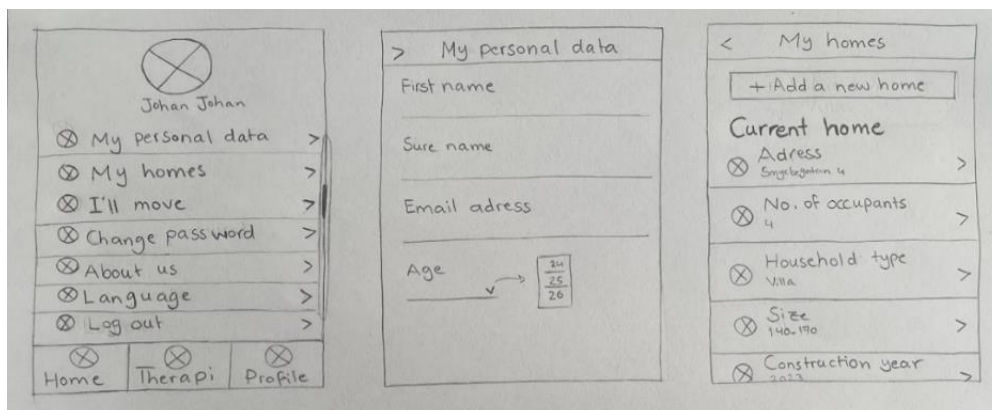 Johan Johan
My personal data >
My homes >
I'll move >
Change password >
About us >
Language >
Log out >
Home Therapi Profile
> My personal data
First name
Sure name
Email adress
Age
24
25
26
< My homes
+ Add a new home
Current home
Adress >
4
No. of occupants >
4
Household type >
Villa
Size >
140-170
Construction year >
2023